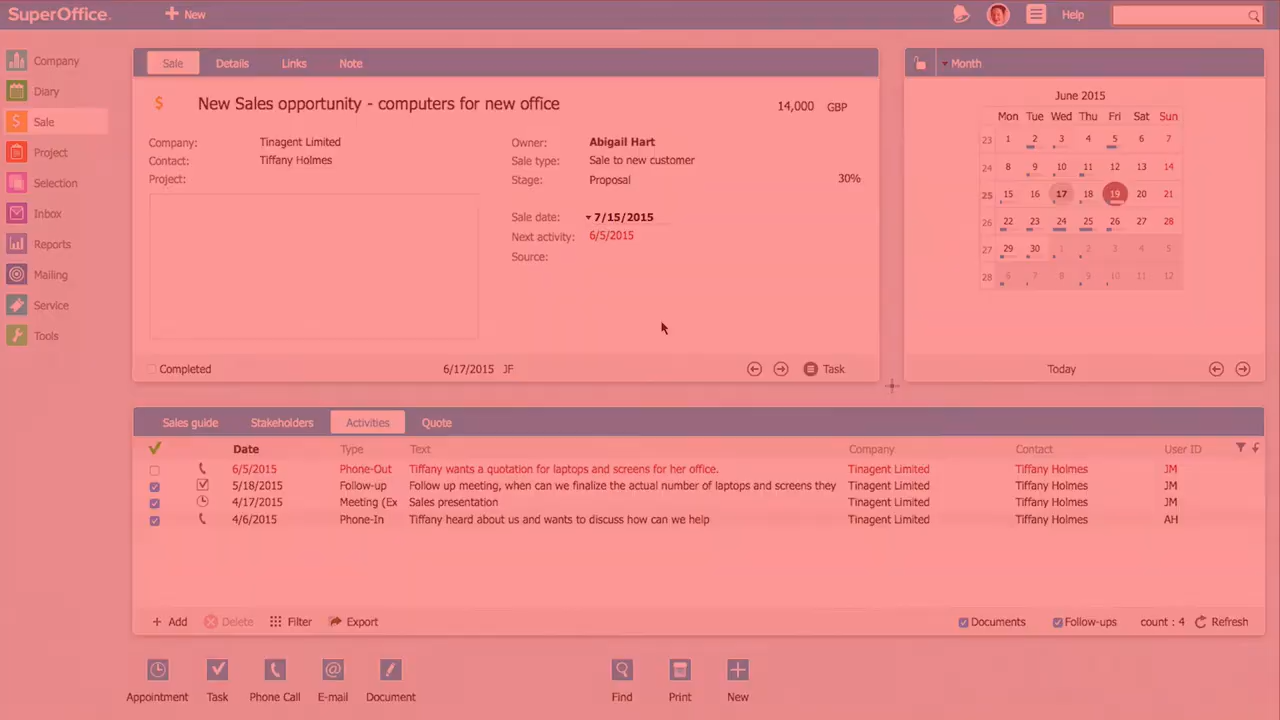 SuperOffice.
New
Help
Company
Diary
Sale
Project
Selection
Inbox
Reports
Mailing
Service
Tools
Sale Details Links Note
$ New Sales opportunity - computers for new office 14,000 GBP
Company: Tinagent Limited
Contact: Tiffany Holmes
Project:
Owner: Abigail Hart
Sale type: Sale to new customer
Stage: Proposal 30%
Sale date: 7/15/2015
Next activity: 6/5/2015
Source:
Completed 6/17/2015 JF Task
Month
June 2015
Mon Tue Wed Thu Fri Sat Sun
23 1 2 3 4 5 6 7
24 8 9 10 11 12 13 14
25 15 16 17 18 19 20 21
26 22 23 24 25 26 27 28
27 29 30 1 2 3 4 5
28 6 7 8 9 10 11 12
Today
Sales guide Stakeholders Activities Quote
Date Type Text Company Contact User ID
6/5/2015 Phone-Out Tiffany wants a quotation for laptops and screens for her office. Tinagent Limited Tiffany Holmes JM
5/18/2015 Follow-up Follow up meeting, when can we finalize the actual number of laptops and screens they Tinagent Limited Tiffany Holmes JM
4/17/2015 Meeting (Ex Sales presentation Tinagent Limited Tiffany Holmes JM
4/6/2015 Phone-In Tiffany heard about us and wants to discuss how can we help Tinagent Limited Tiffany Holmes AH
+ Add Delete Filter Export Documents Follow-ups count : 4 Refresh
Appointment Task Phone Call E-mail Document Find Print New